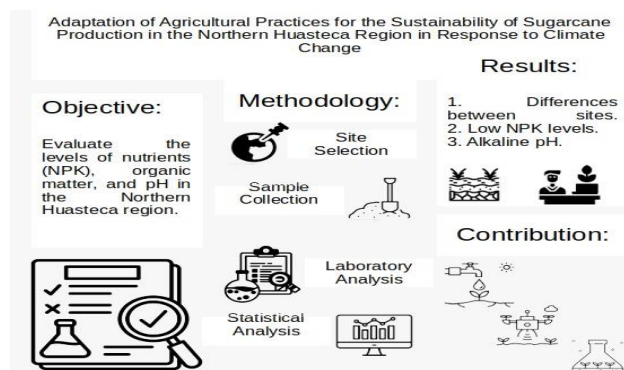 Adaptation of Agricultural Practices for the Sustainability of Sugarcane
Production in the Northern Huasteca Region in Response to Climate
Change
Objective:
Evaluate the
levels of nutrients
(NPK), organic
matter, and pH in
the Northern
Huasteca region.
Methodology:
Site
Selection
Sample
Collection
Laboratory
Analysis
Statistical
Analysis
Results:
1. Differences
between sites.
2. Low NPK levels.
3. Alkaline pH.
Contribution: